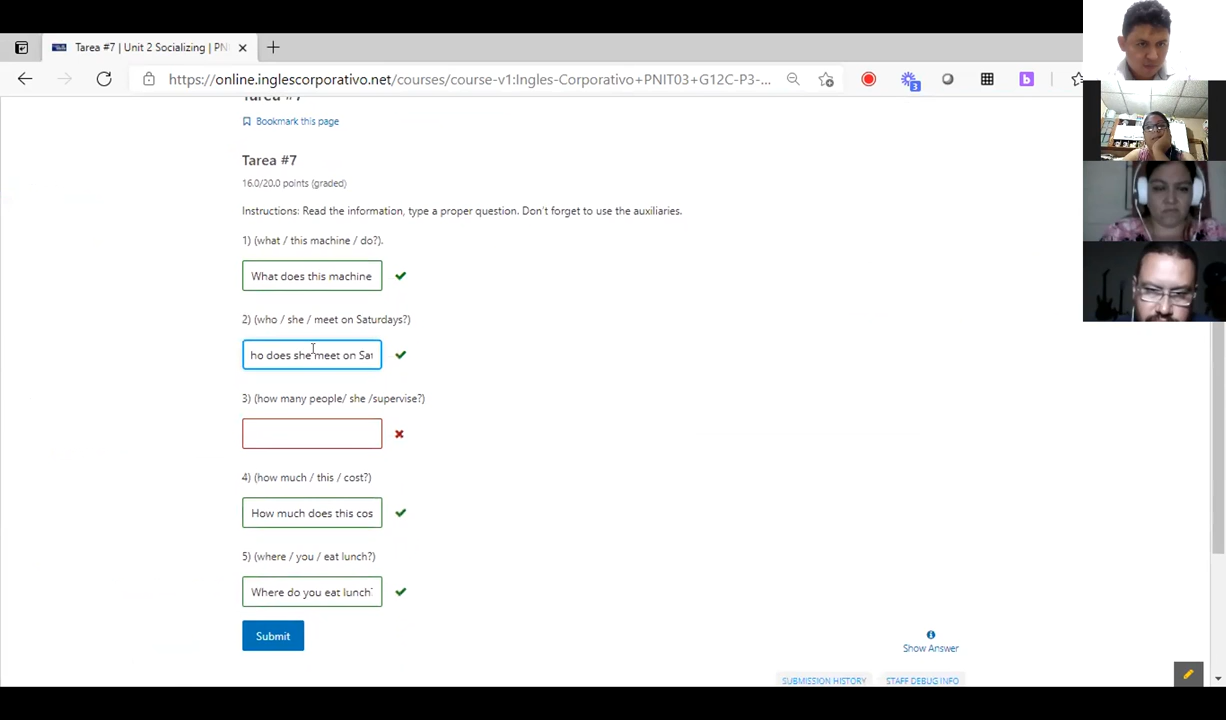 Tarea #7 | Unit 2 Socializing | PN
https://online.inglescorporativo.net/courses/course-v1:Ingles-Corporativo+PNIT03+G12C-P3-...
3
b
Tarea #7
Bookmark this page
Tarea #7
16.0/20.0 points (graded)
Instructions: Read the information, type a proper question. Don't forget to use the auxiliaries.
1) (what / this machine / do?).
What does this machine
2) (who / she / meet on Saturdays?)
ho does she meet on Sat
3) (how many people/ she /supervise?)
4) (how much / this / cost?)
How much does this cos
5) (where / you / eat lunch?)
Where do you eat lunch?
Submit
Show Answer
SUBMISSION HISTORY
STAFF DEBUG INFO